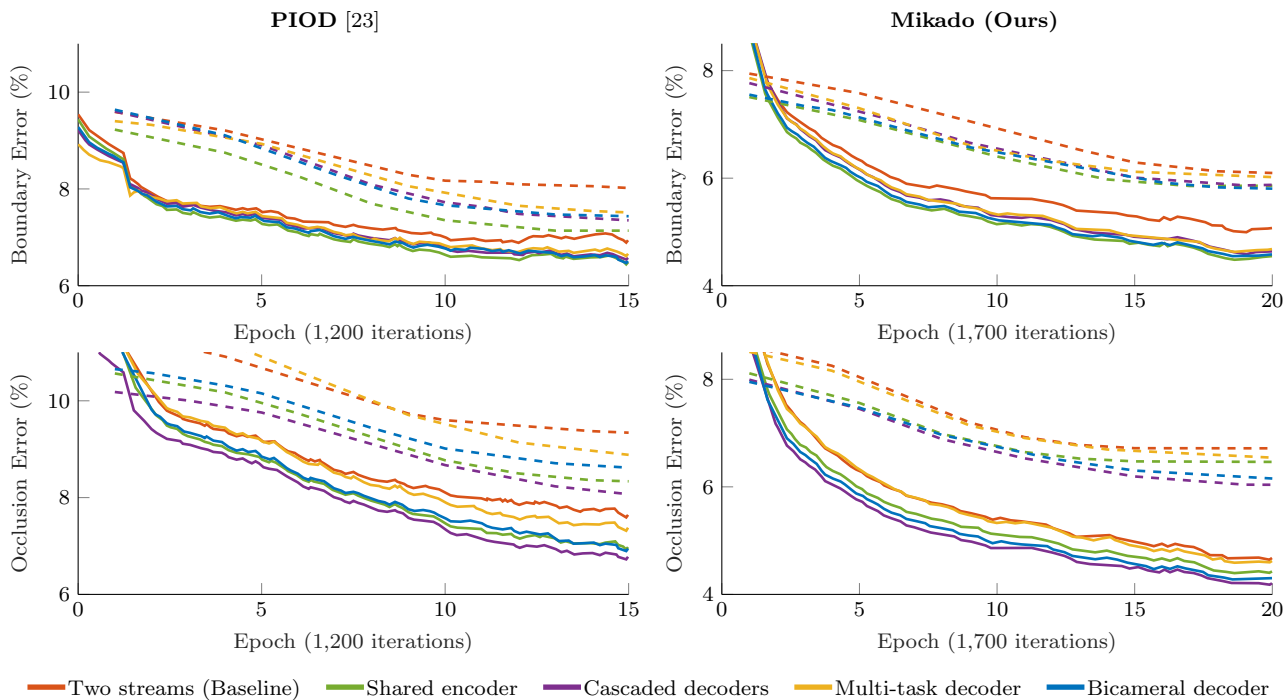 PIOD [23]
Mikado (Ours)
Boundary Error (%)
10
8
6
0
5
10
15
Epoch (1,200 iterations)
Boundary Error (%)
8
6
4
0
5
10
15
20
Epoch (1,700 iterations)
Occlusion Error (%)
10
8
6
0
5
10
15
Epoch (1,200 iterations)
Occlusion Error (%)
8
6
4
0
5
10
15
20
Epoch (1,700 iterations)
Two streams (Baseline) Shared encoder Cascaded decoders Multi-task decoder Bicameral decoder